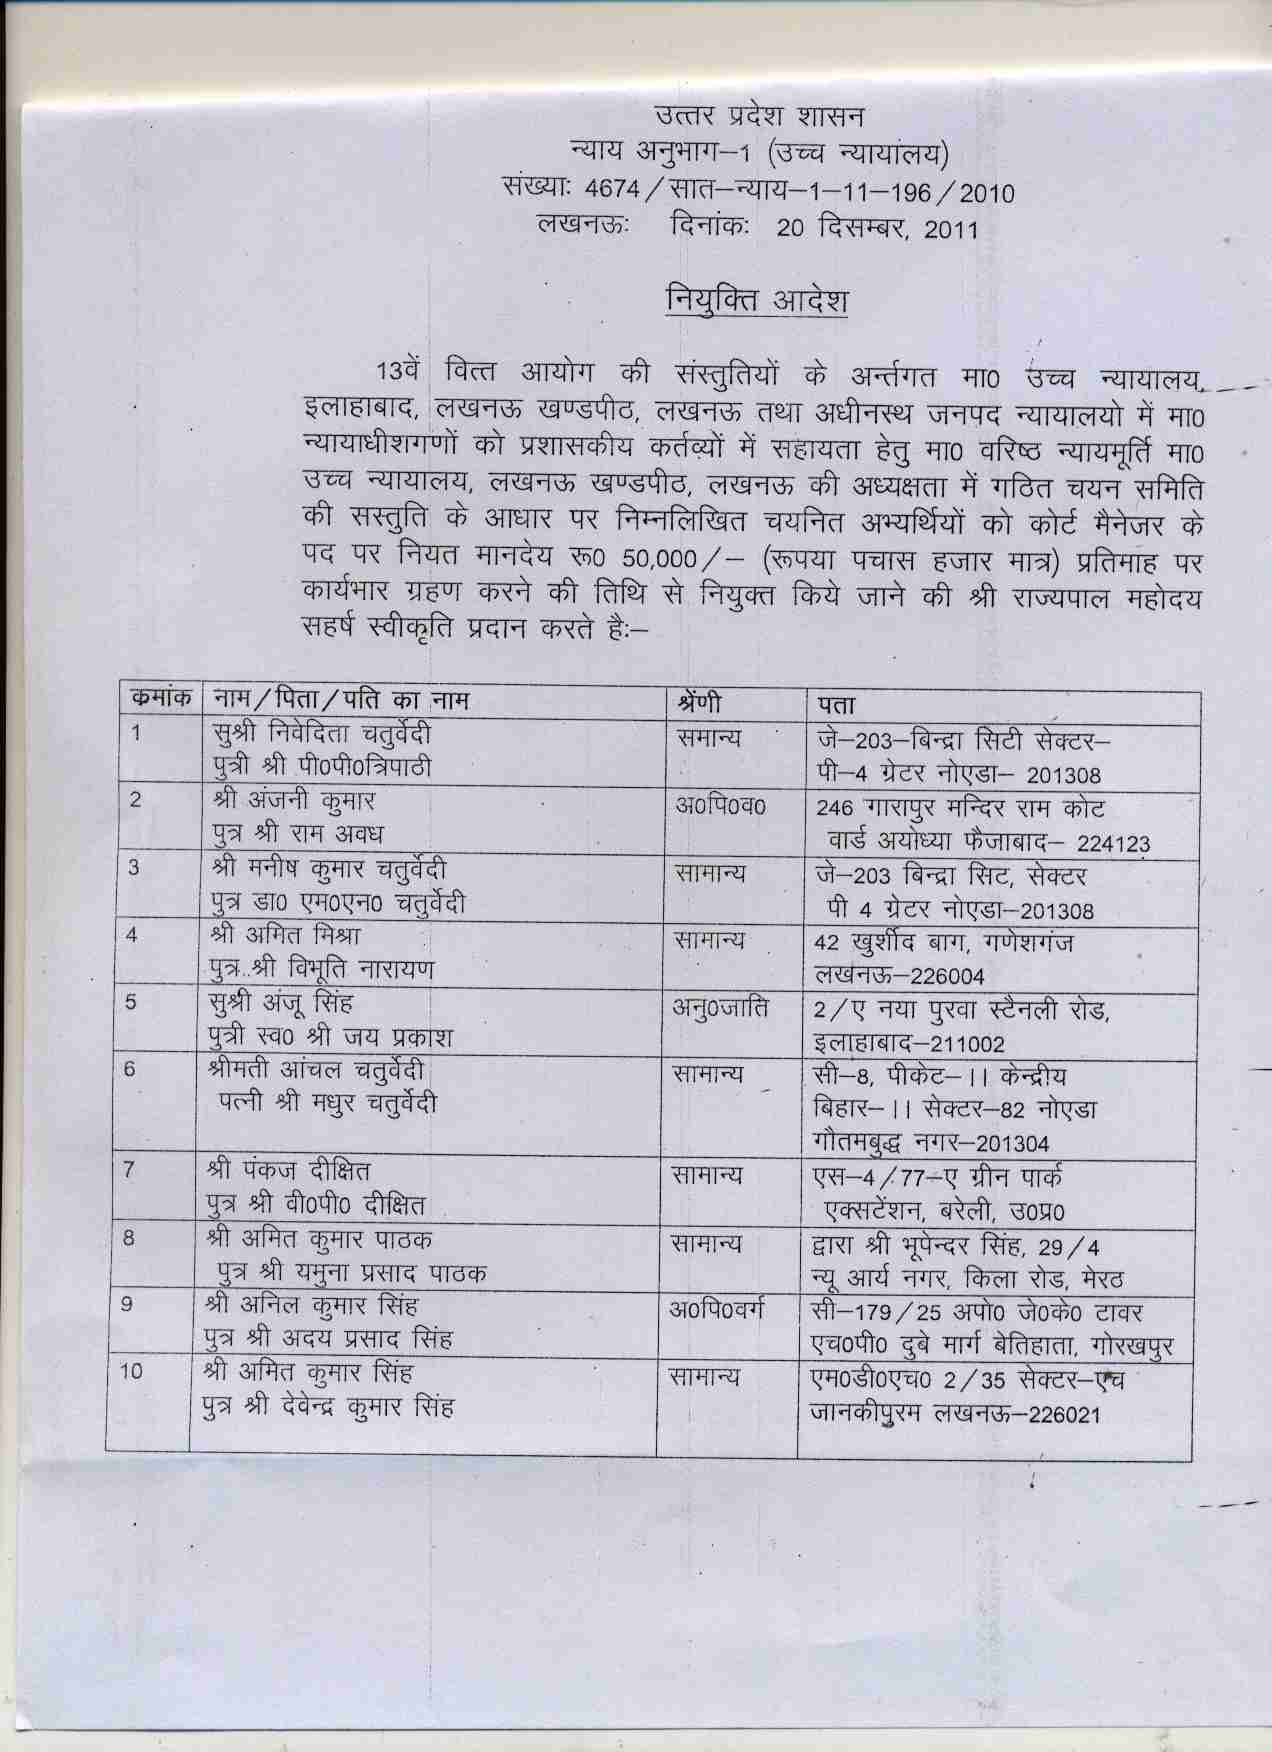 उत्तर प्रदेश शासन
न्याय अनुभाग–1 (उच्च न्यायालय)
संख्याः 4674/सात–न्याय–1–11–196/2010
लखनऊः दिनांकः 20 दिसम्बर, 2011
नियुक्ति आदेश
13वें वित्त आयोग की संस्तुतियों के अर्न्तगत मा0 उच्च न्यायालय,
इलाहाबाद, लखनऊ खण्डपीठ, लखनऊ तथा अधीनस्थ जनपद न्यायालयो में मा0
न्यायाधीशगणों को प्रशासकीय कर्तव्यों में सहायता हेतु मा0 वरिष्ठ न्यायमूर्ति मा0
उच्च न्यायालय, लखनऊ खण्डपीठ, लखनऊ की अध्यक्षता में गठित चयन समिति
की सस्तुति के आधार पर निम्नलिखित चयनित अभ्यर्थियों को कोर्ट मैनेजर के
पद पर नियत मानदेय रू0 50,000/– (रूपया पचास हजार मात्र) प्रतिमाह पर
कार्यभार ग्रहण करने की तिथि से नियुक्त किये जाने की श्री राज्यपाल महोदय
सहर्ष स्वीकृति प्रदान करते हैः–
कमांक नाम/पिता/पति का नाम श्रेंणी पता
1 सुश्री निवेदिता चतुर्वेदी समान्य जे–203–बिन्द्रा सिटी सेक्टर–
पुत्री श्री पी0पी0त्रिपाठी पी–4 ग्रेटर नोएडा– 201308
2 श्री अंजनी कुमार अ0पि0व0 246 गारापुर मन्दिर राम कोट
पुत्र श्री राम अवध वार्ड अयोध्या फैजाबाद– 224123
3 श्री मनीष कुमार चतुर्वेदी सामान्य जे–203 बिन्द्रा सिट, सेक्टर
पुत्र डा0 एम0एन0 चतुर्वेदी पी 4 ग्रेटर नोएडा–201308
4 श्री अमित मिश्रा सामान्य 42 खुर्शीद बाग, गणेशगंज
पुत्र श्री विभूति नारायण लखनऊ–226004
5 सुश्री अंजू सिंह अनु0जाति 2/ए नया पुरवा स्टैनली रोड,
पुत्री स्व0 श्री जय प्रकाश इलाहाबाद–211002
6 श्रीमती आंचल चतुर्वेदी सामान्य सी–8, पीकेट–II केन्द्रीय
पत्नी श्री मधुर चतुर्वेदी बिहार–II सेक्टर–82 नोएडा
गौतमबुद्ध नगर–201304
7 श्री पंकज दीक्षित सामान्य एस–4/77–ए ग्रीन पार्क
पुत्र श्री वी0पी0 दीक्षित एक्सटेंशन, बरेली, उ0प्र0
8 श्री अमित कुमार पाठक सामान्य द्वारा श्री भूपेन्दर सिंह, 29/4
पुत्र श्री यमुना प्रसाद पाठक न्यू आर्य नगर, किला रोड, मेरठ
9 श्री अनिल कुमार सिंह अ0पि0वर्ग सी–179/25 अपो0 जे0के0 टावर
पुत्र श्री अदय प्रसाद सिंह एच0पी0 दुबे मार्ग बेतिहाता, गोरखपुर
10 श्री अमित कुमार सिंह सामान्य एम0डी0एच0 2/35 सेक्टर–एच
पुत्र श्री देवेन्द्र कुमार सिंह जानकीपुरम लखनऊ–226021